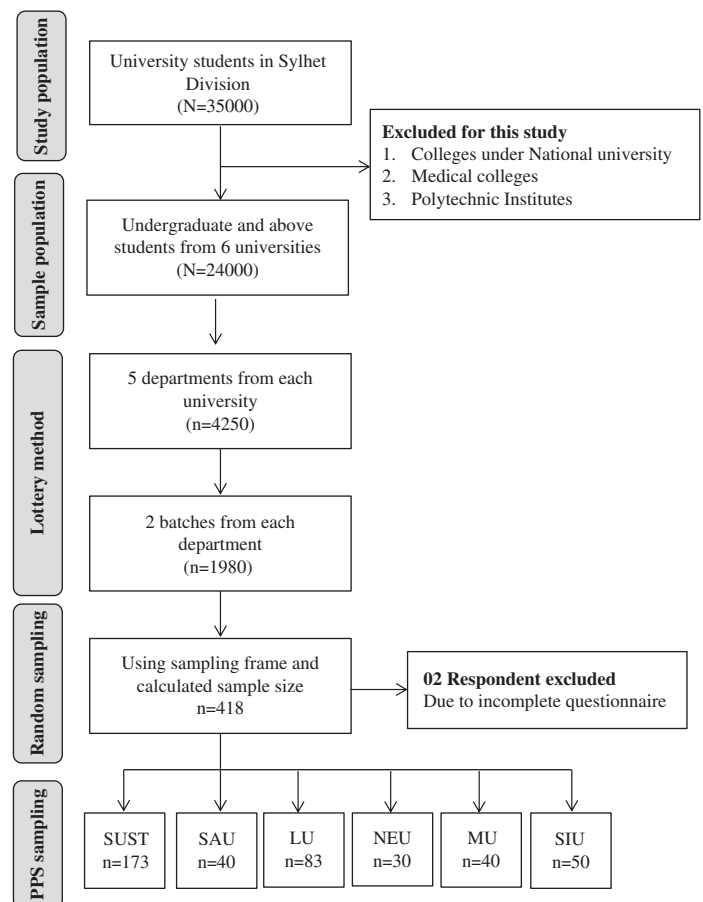 Study population
University students in Sylhet
Division
(N=35000)
Excluded for this study
1. Colleges under National university
2. Medical colleges
3. Polytechnic Institutes
Sample population
Undergraduate and above
students from 6 universities
(N=24000)
Lottery method
5 departments from each
university
(n=4250)
2 batches from each
department
(n=1980)
Random sampling
Using sampling frame and
calculated sample size
n=418
02 Respondent excluded
Due to incomplete questionnaire
PPS sampling
SUST
n=173
SAU
n=40
LU
n=83
NEU
n=30
MU
n=40
SIU
n=50